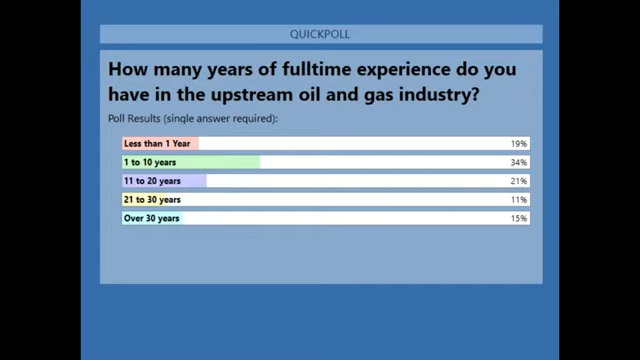 QUICKPOLL
How many years of fulltime experience do you
have in the upstream oil and gas industry?
Poll Results (single answer required):
Less than 1 Year 19%
1 to 10 years 34%
11 to 20 years 21%
21 to 30 years 11%
Over 30 years 15%